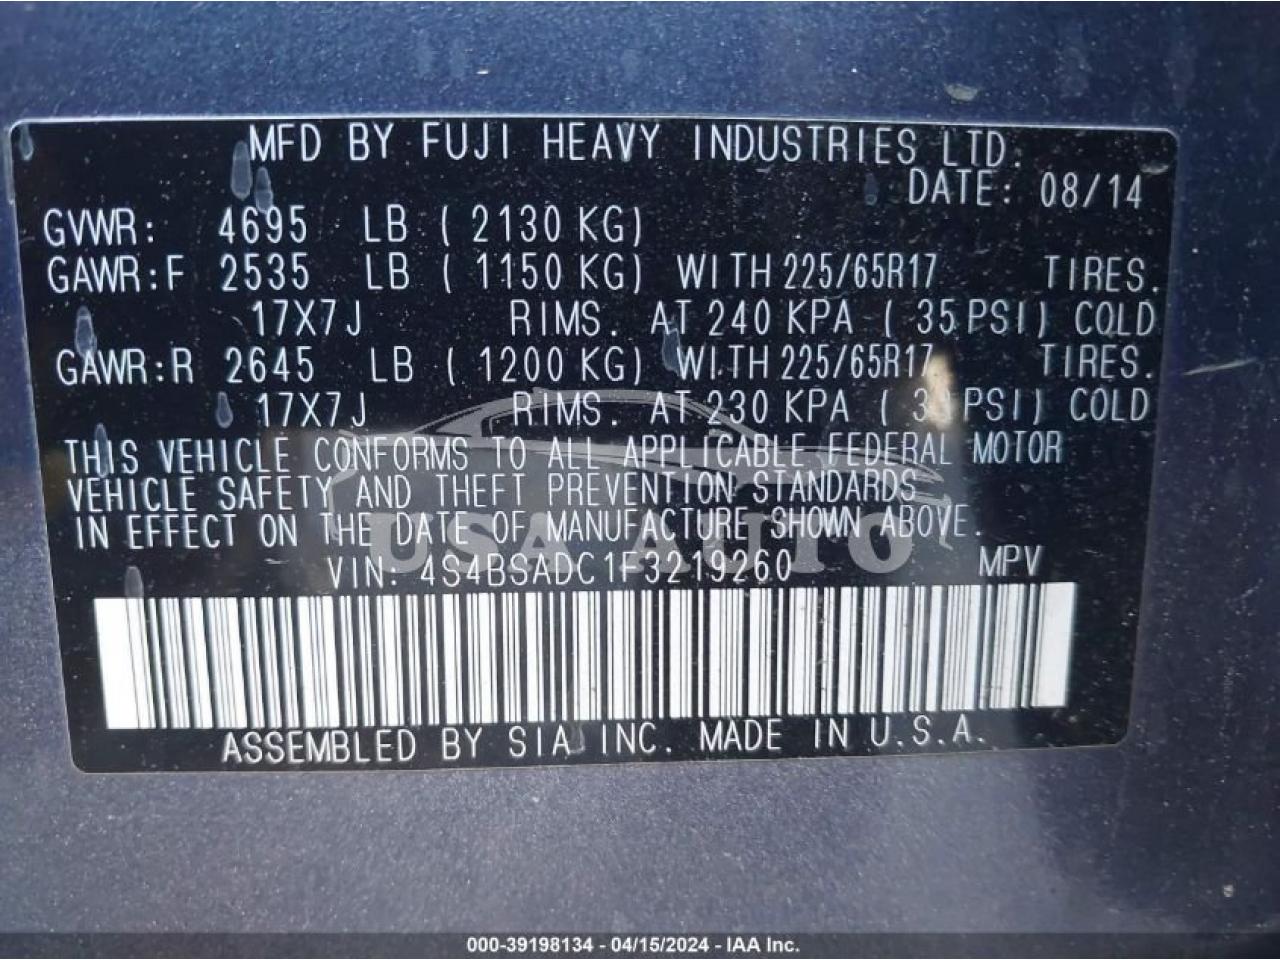 MFD BY FUJI HEAVY INDUSTRIES LTD.
DATE: 08/14
GVWR: 4695 LB ( 2130 KG)
GAWR:F 2535 LB ( 1150 KG) WITH 225/65R17 TIRES.
17X7J RIMS. AT 240 KPA ( 35 PSI) COLD
GAWR:R 2645 LB ( 1200 KG) WITH 225/65R17 TIRES.
17X7J RIMS. AT 230 KPA ( PSI) COLD
THIS VEHICLE CONFORMS TO ALL APPLICABLE FEDERAL MOTOR
VEHICLE SAFETY AND THEFT PREVENTION STANDARDS
IN EFFECT ON THE DATE OF MANUFACTURE SHOWN ABOVE.
USA AUTO
VIN: 4S4BSADC1F3219260 MPV
ASSEMBLED BY SIA INC. MADE IN U.S.A.
000-39198134 - 04/15/2024 - IAA Inc.